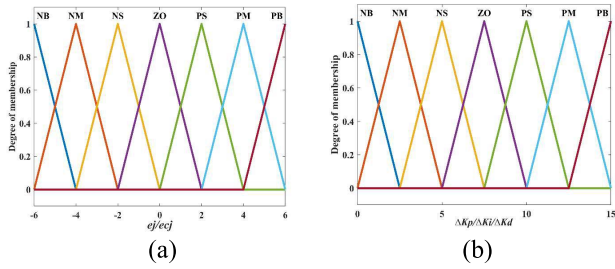 NB NM NS ZO PS PM PB
1
0.8
0.6
0.4
0.2
0
Degree of membership
-6 -4 -2 0 2 4 6
ej/ecj
(a)
NB NM NS ZO PS PM PB
1
0.8
0.6
0.4
0.2
0
Degree of membership
0 5 10 15
ΔKp/ΔKi/ΔKd
(b)